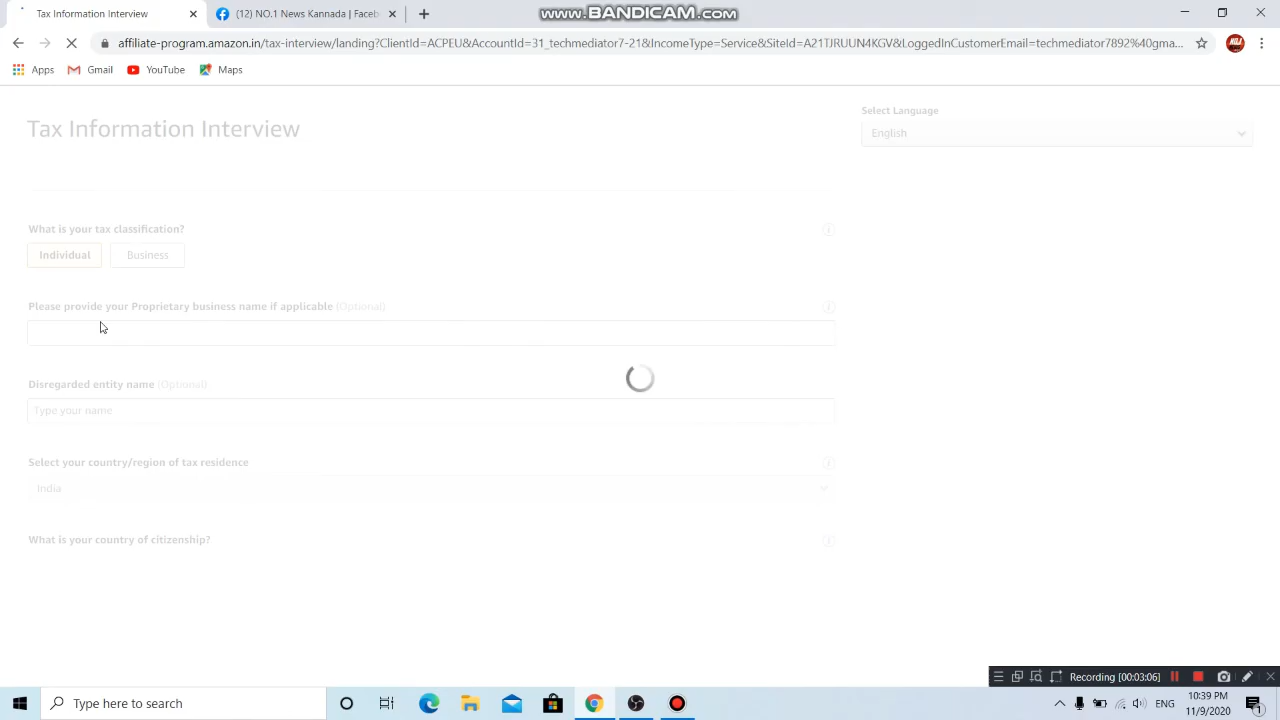 Tax Information Interview
(12) NO.1 News Kannada | Faceb
www.BANDICAM.com
affiliate-program.amazon.in/tax-interview/landing?ClientId=ACPEU&AccountId=31_techmediator7-21&IncomeType=Service&SiteId=A21TJRUUN4KGV&LoggedInCustomerEmail=techmediator7892%40gma...
Apps
Gmail
YouTube
Maps
Tax Information Interview
Select Language
English
What is your tax classification?
Individual
Business
Please provide your Proprietary business name if applicable (Optional)
Disregarded entity name (Optional)
Type your name
Select your country/region of tax residence
India
What is your country of citizenship?
Recording [00:03:06]
Type here to search
ENG
10:39 PM
11/9/2020
1